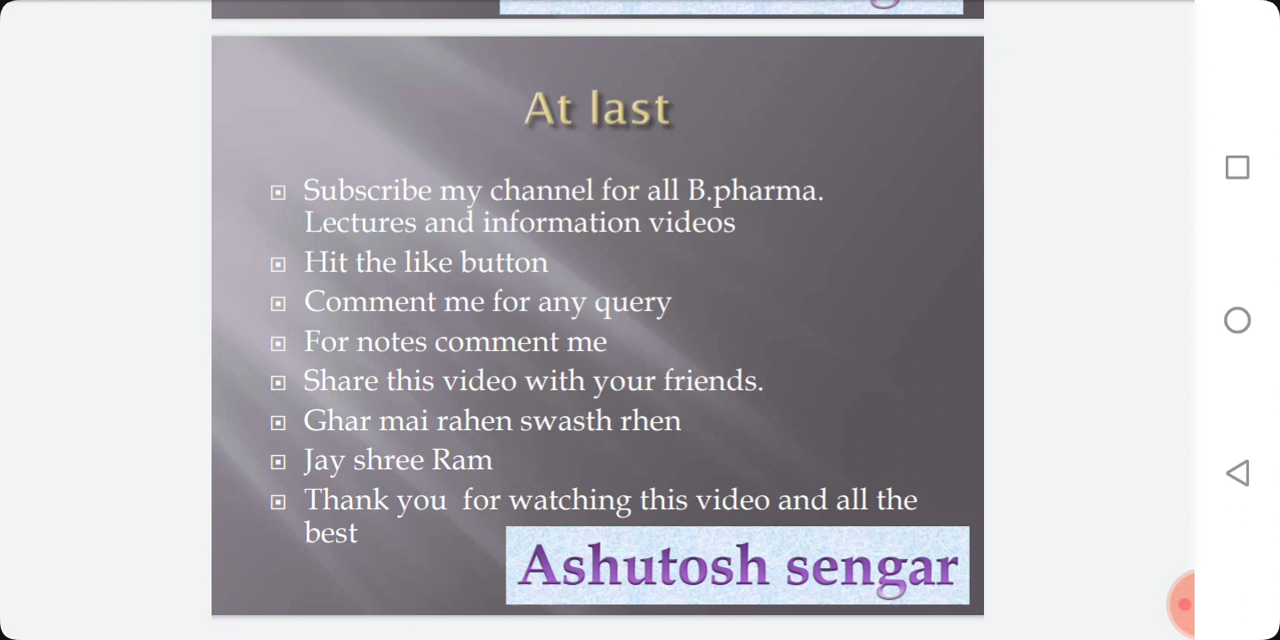 At last
Subscribe my channel for all B.pharma.
Lectures and information videos
Hit the like button
Comment me for any query
For notes comment me
Share this video with your friends.
Ghar mai rahen swasth rhen
Jay shree Ram
Thank you  for watching this video and all the
best
Ashutosh sengar